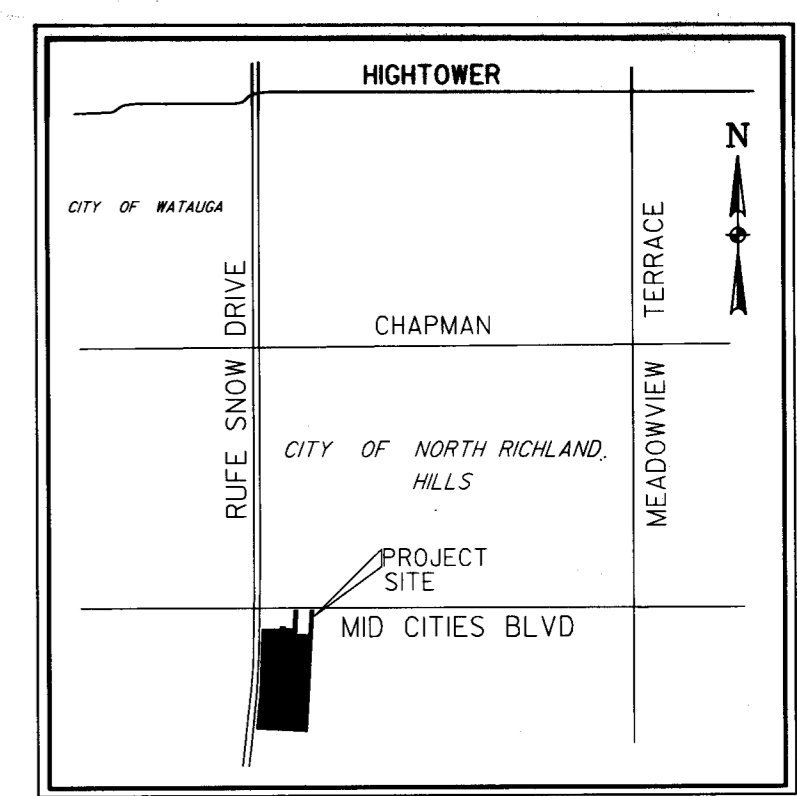 HIGHTOWER
N
CITY OF WATAUGA
RUFE SNOW DRIVE
MEADOWVIEW TERRACE
CHAPMAN
CITY OF NORTH RICHLAND
HILLS
PROJECT
SITE
MID CITIES BLVD